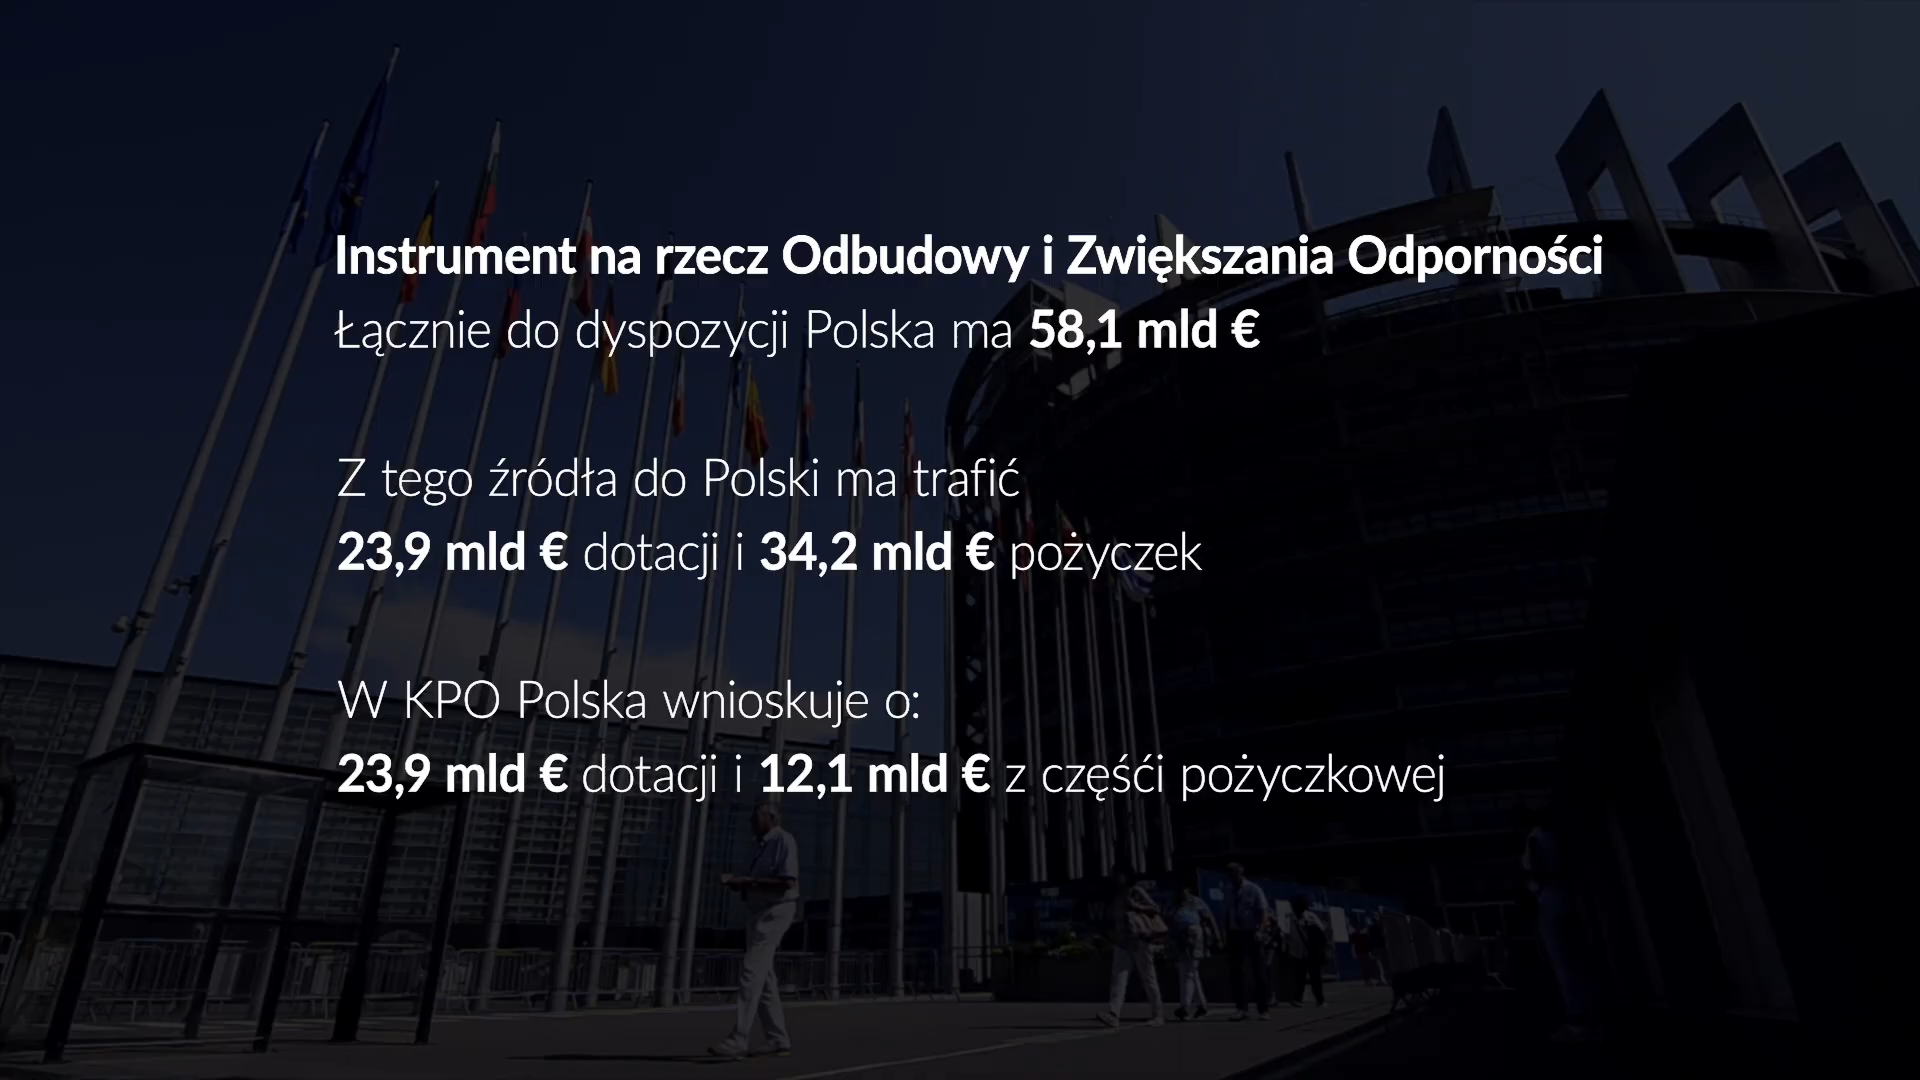 Instrument na rzecz Odbudowy i Zwiększania Odporności
Łącznie do dyspozycji Polska ma 58,1 mld €
Z tego źródła do Polski ma trafić
23,9 mld € dotacji i 34,2 mld € pożyczek
W KPO Polska wnioskuje o:
23,9 mld € dotacji i 12,1 mld € z częśći pożyczkowej